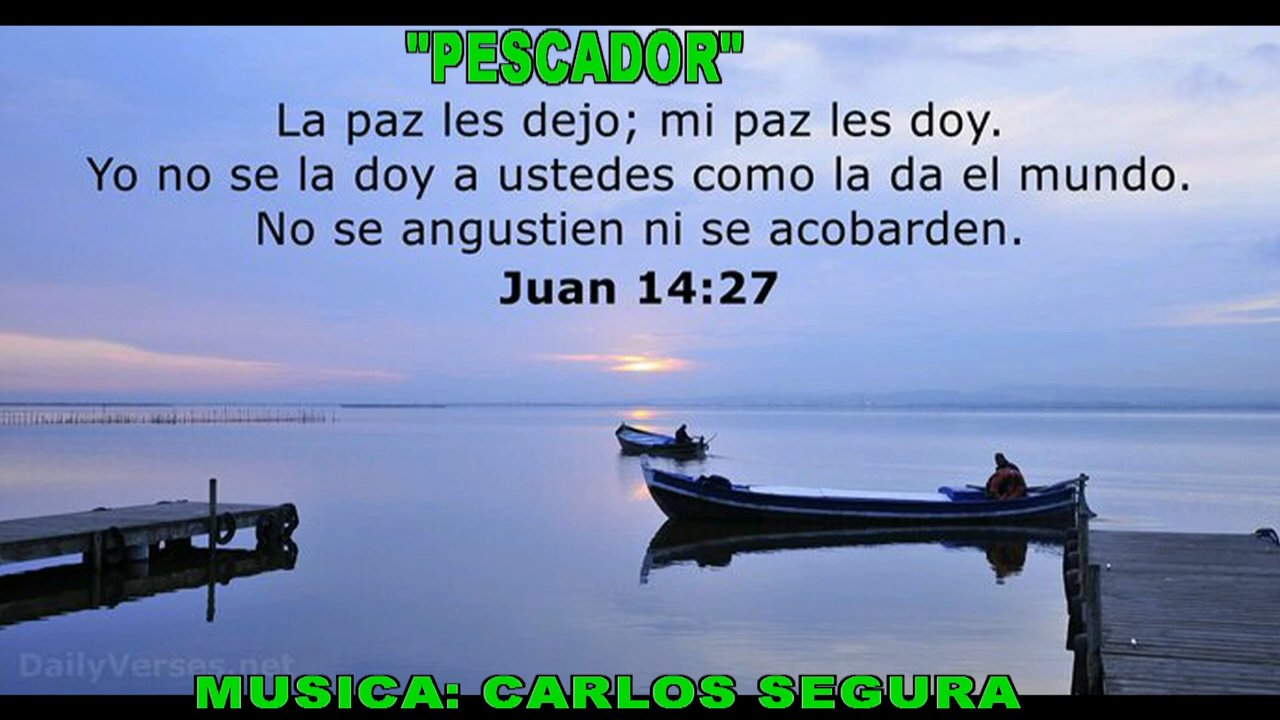 "PESCADOR"
La paz les dejo; mi paz les doy.
Yo no se la doy a ustedes como la da el mundo.
No se angustien ni se acobarden.
Juan 14:27
DailyVerses.net
MUSICA: CARLOS SEGURA